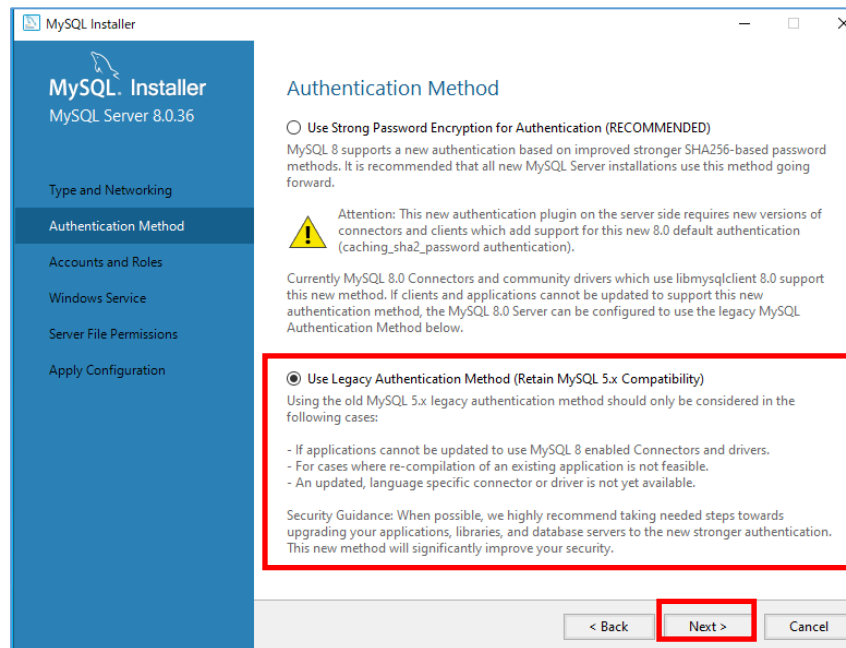 MySQL Installer
MySQL. Installer
MySQL Server 8.0.36
Type and Networking
Authentication Method
Accounts and Roles
Windows Service
Server File Permissions
Apply Configuration
Authentication Method
Use Strong Password Encryption for Authentication (RECOMMENDED)
MySQL 8 supports a new authentication based on improved stronger SHA256-based password
methods. It is recommended that all new MySQL Server installations use this method going
forward.
Attention: This new authentication plugin on the server side requires new versions of
connectors and clients which add support for this new 8.0 default authentication
(caching_sha2_password authentication).
Currently MySQL 8.0 Connectors and community drivers which use libmysqlclient 8.0 support
this new method. If clients and applications cannot be updated to support this new
authentication method, the MySQL 8.0 Server can be configured to use the legacy MySQL
Authentication Method below.
Use Legacy Authentication Method (Retain MySQL 5.x Compatibility)
Using the old MySQL 5.x legacy authentication method should only be considered in the
following cases:
- If applications cannot be updated to use MySQL 8 enabled Connectors and drivers.
- For cases where re-compilation of an existing application is not feasible.
- An updated, language specific connector or driver is not yet available.
Security Guidance: When possible, we highly recommend taking needed steps towards
upgrading your applications, libraries, and database servers to the new stronger authentication.
This new method will significantly improve your security.
< Back
Next >
Cancel